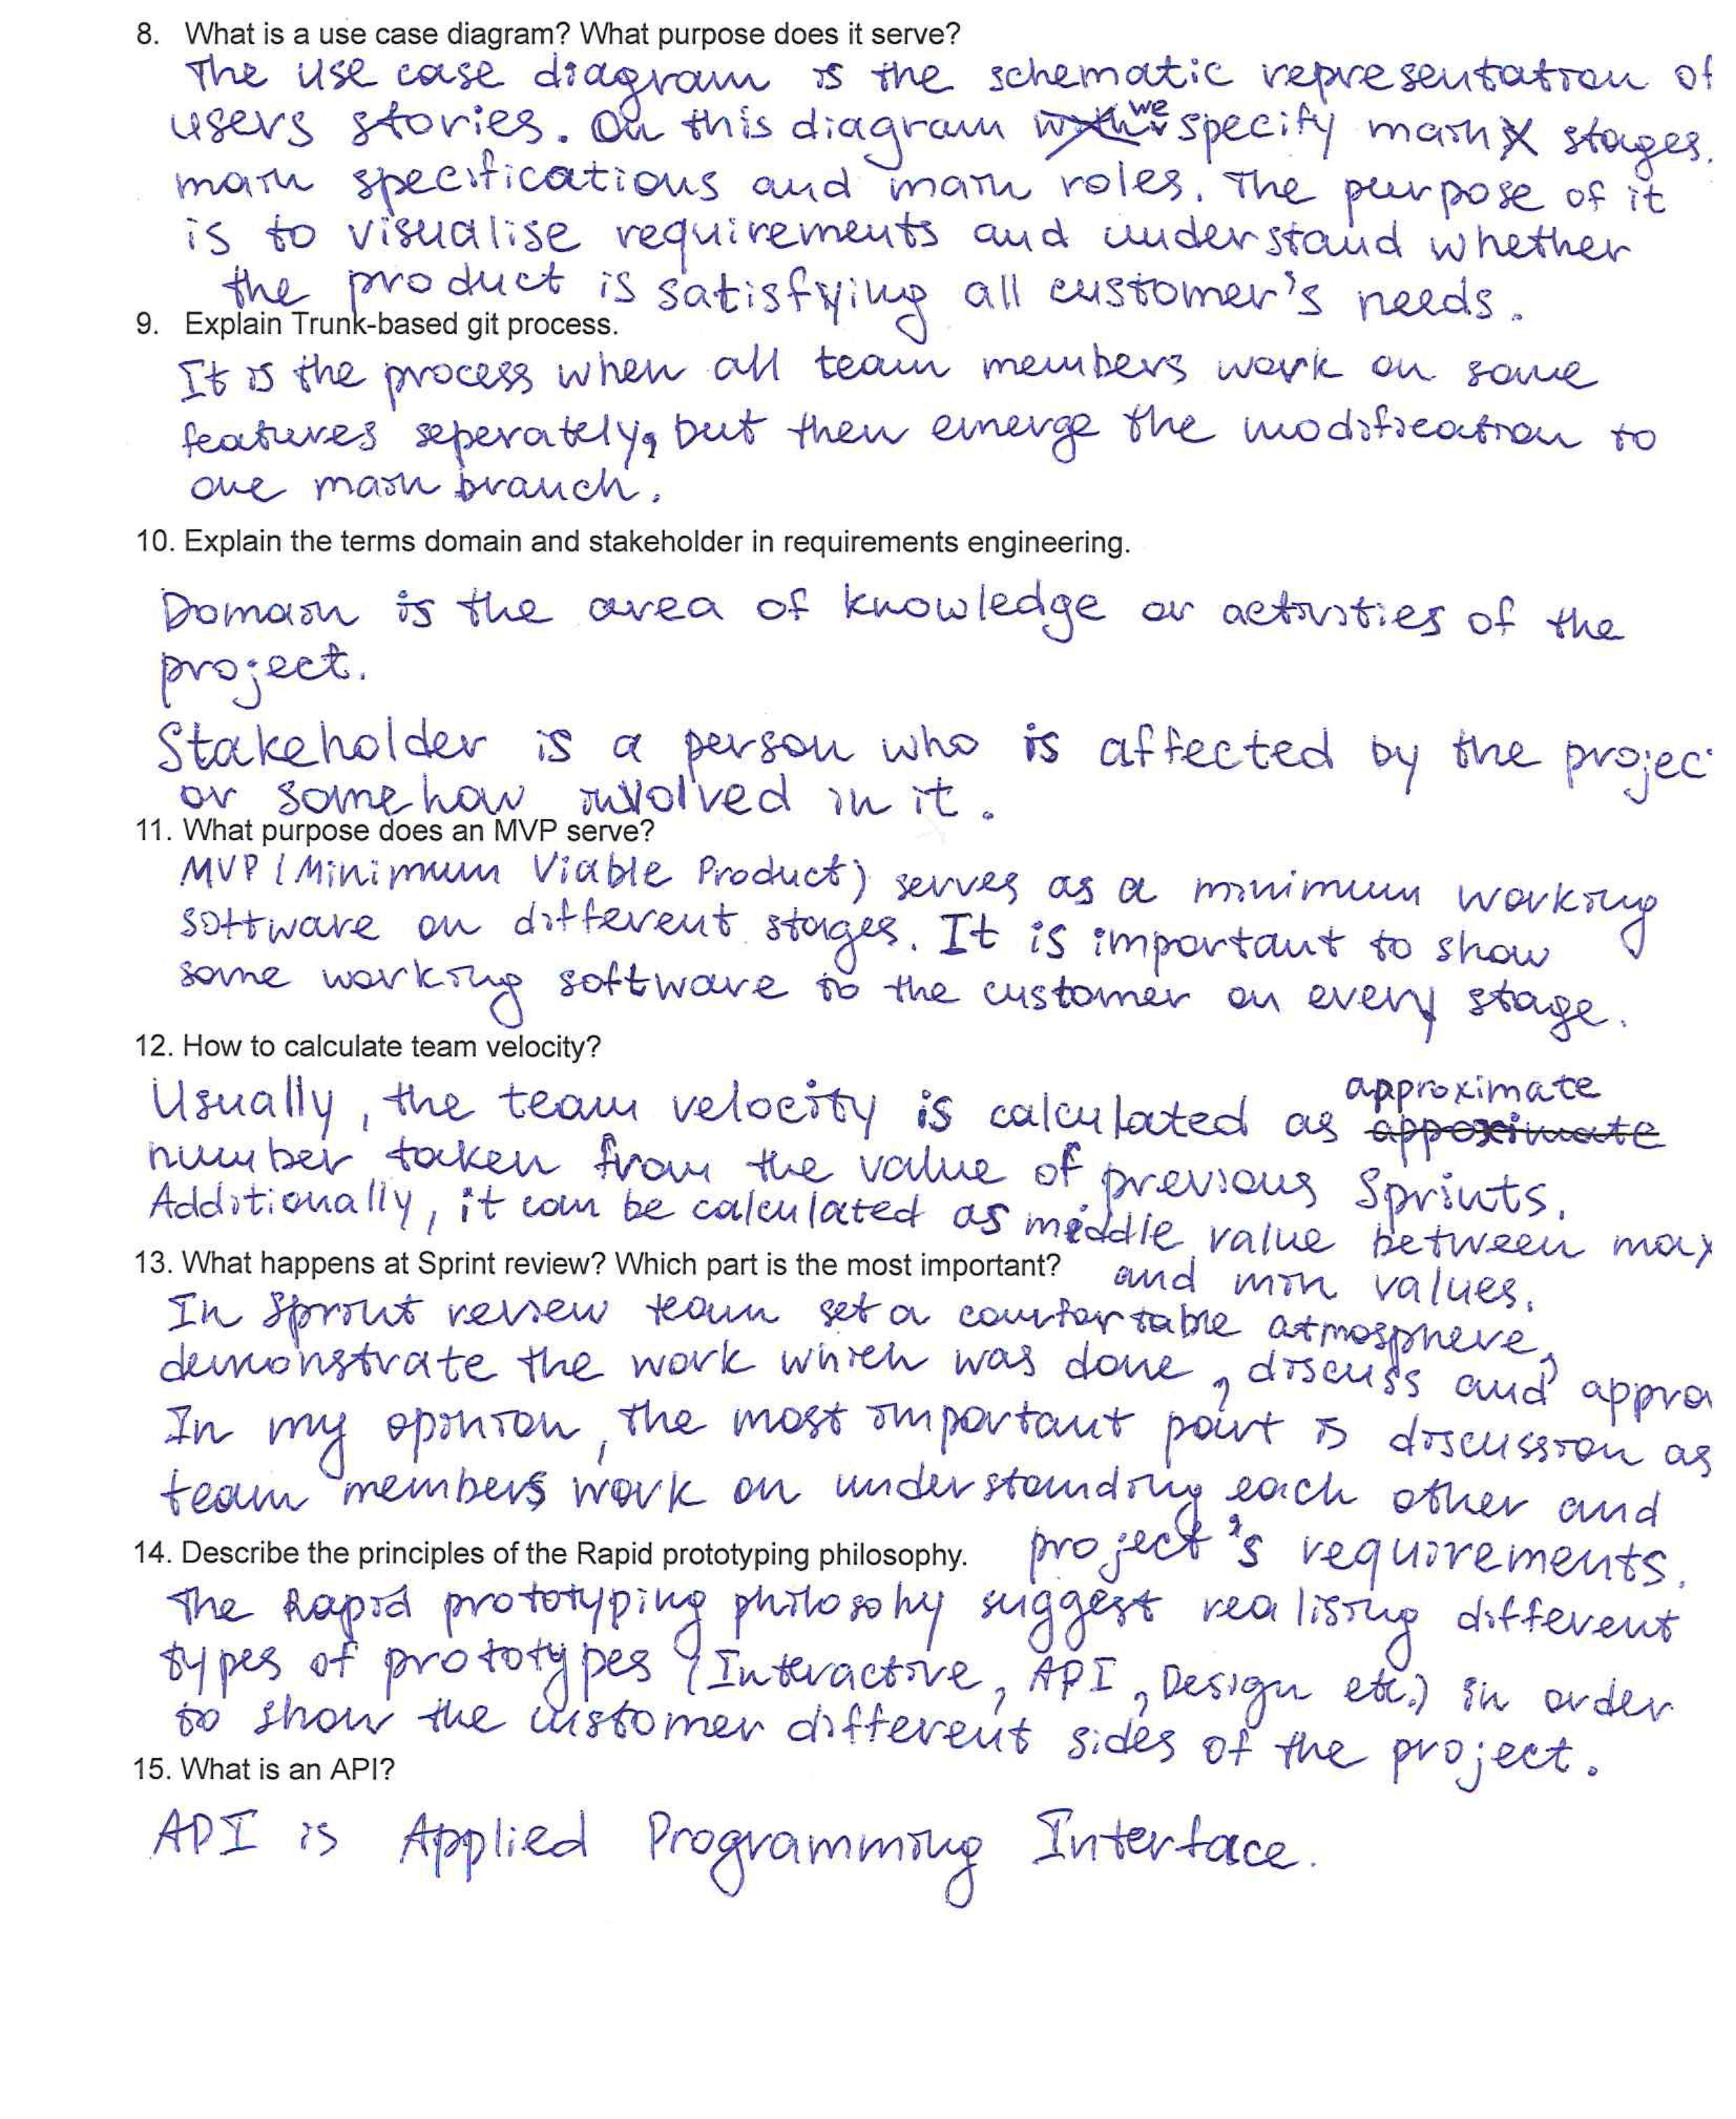 8. What is a use case diagram? What purpose does it serve?
The use case diagram is the schematic representation of
users stories. On this diagram we specify main stages,
main specifications and main roles. The purpose of it
is to visualise requirements and understand whether
the product is satisfying all customer's needs.
9. Explain Trunk-based git process.
It is the process when all team members work on some
features seperately, but then emerge the modification to
one main branch.
10. Explain the terms domain and stakeholder in requirements engineering.
Domain is the area of knowledge or activities of the
project.
Stakeholder is a person who is affected by the projec
or somehow involved in it.
11. What purpose does an MVP serve?
MVP (Minimum Viable Product) serves as a minimum working
software on different stages. It is important to show
some working software to the customer on every stage.
12. How to calculate team velocity?
Usually, the team velocity is calculated as approximate
number taken from the value of previous Sprints.
Additionally, it can be calculated as middle value between max
and min values.
13. What happens at Sprint review? Which part is the most important?
In Sprint review team set a comfortable atmosphere,
demonstrate the work which was done, discuss and appro
In my opinion, the most important point is discussion as
team members work on understanding each other and
project's requirements.
14. Describe the principles of the Rapid prototyping philosophy.
The Rapid prototyping philosohy suggest realising different
types of prototypes (Interactive, API, Design etc.) in order
to show the customer different sides of the project.
15. What is an API?
API is Applied Programming Interface.